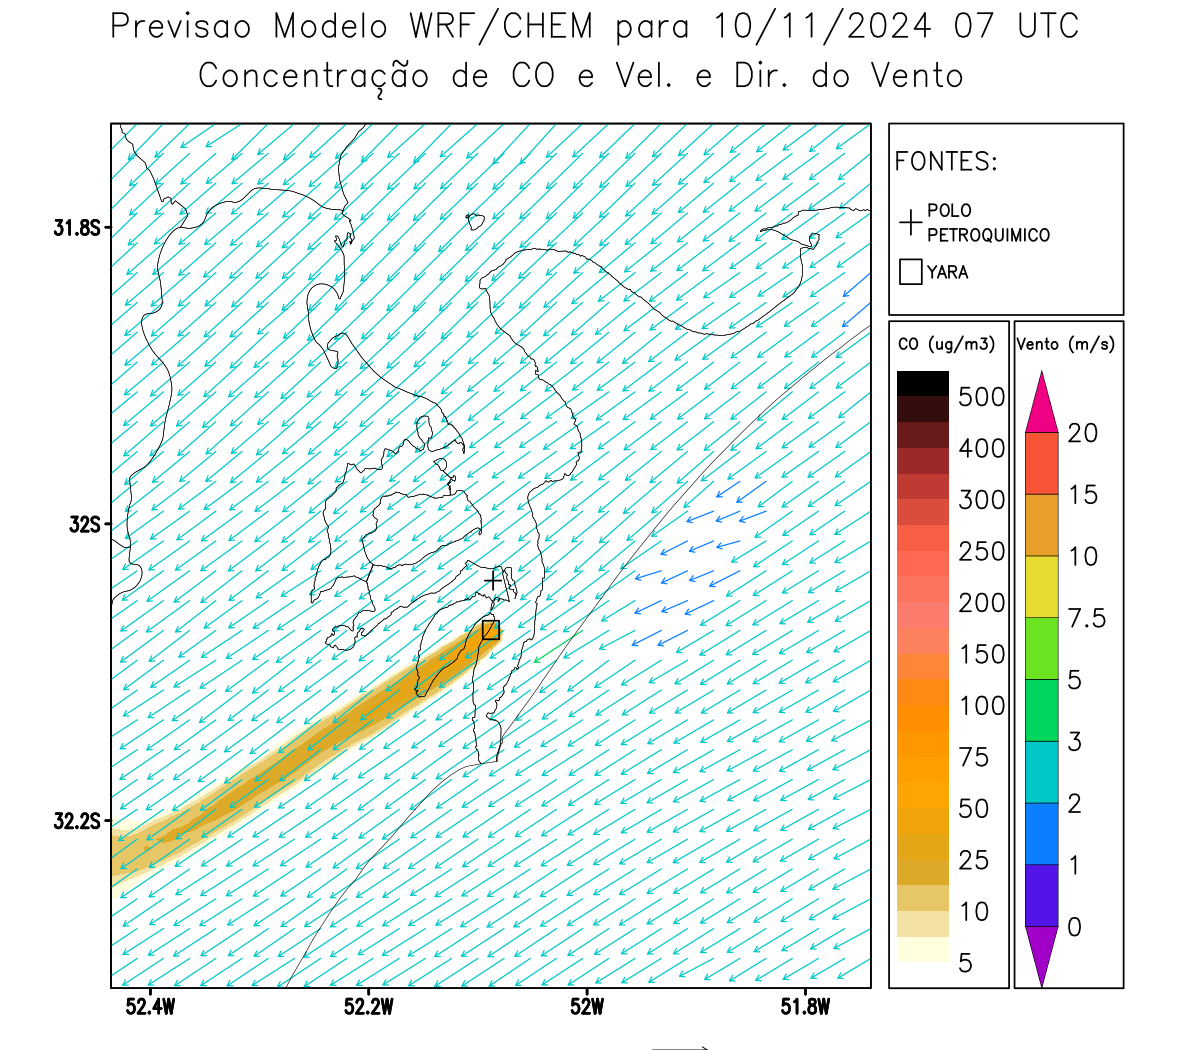 Previsao Modelo WRF/CHEM para 10/11/2024 07 UTC
Concentração de CO e Vel. e Dir. do Vento
FONTES:
POLO
PETROQUIMICO
YARA
CO (ug/m3)
500
400
300
250
200
150
100
75
50
25
10
5
Vento (m/s)
20
15
10
7.5
5
3
2
1
0
31.8S
32S
32.2S
52.4W
52.2W
52W
51.8W